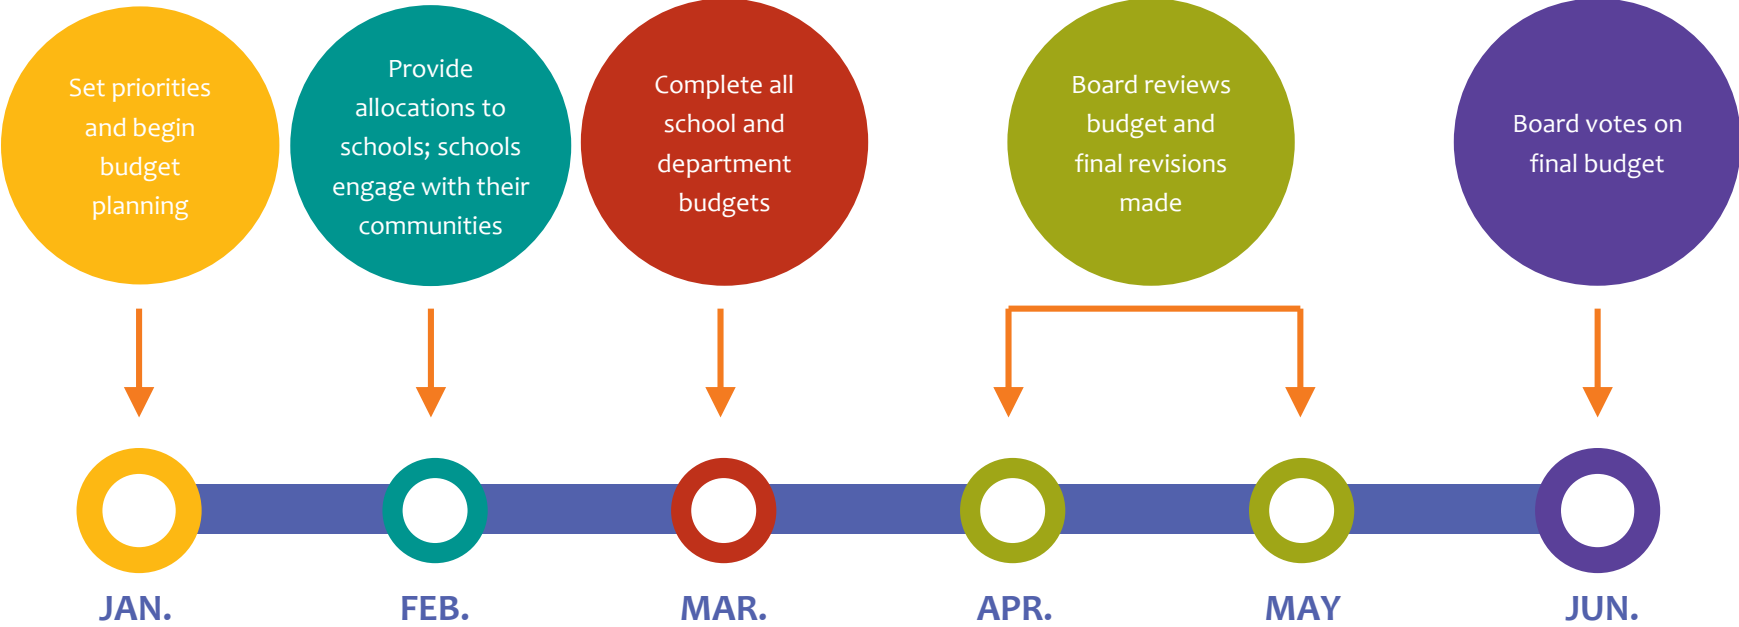 Set priorities
and begin
budget
planning
Provide
allocations to
schools; schools
engage with their
communities
Complete all
school and
department
budgets
Board reviews
budget and
final revisions
made
Board votes on
final budget
JAN.
FEB.
MAR.
APR.
MAY
JUN.